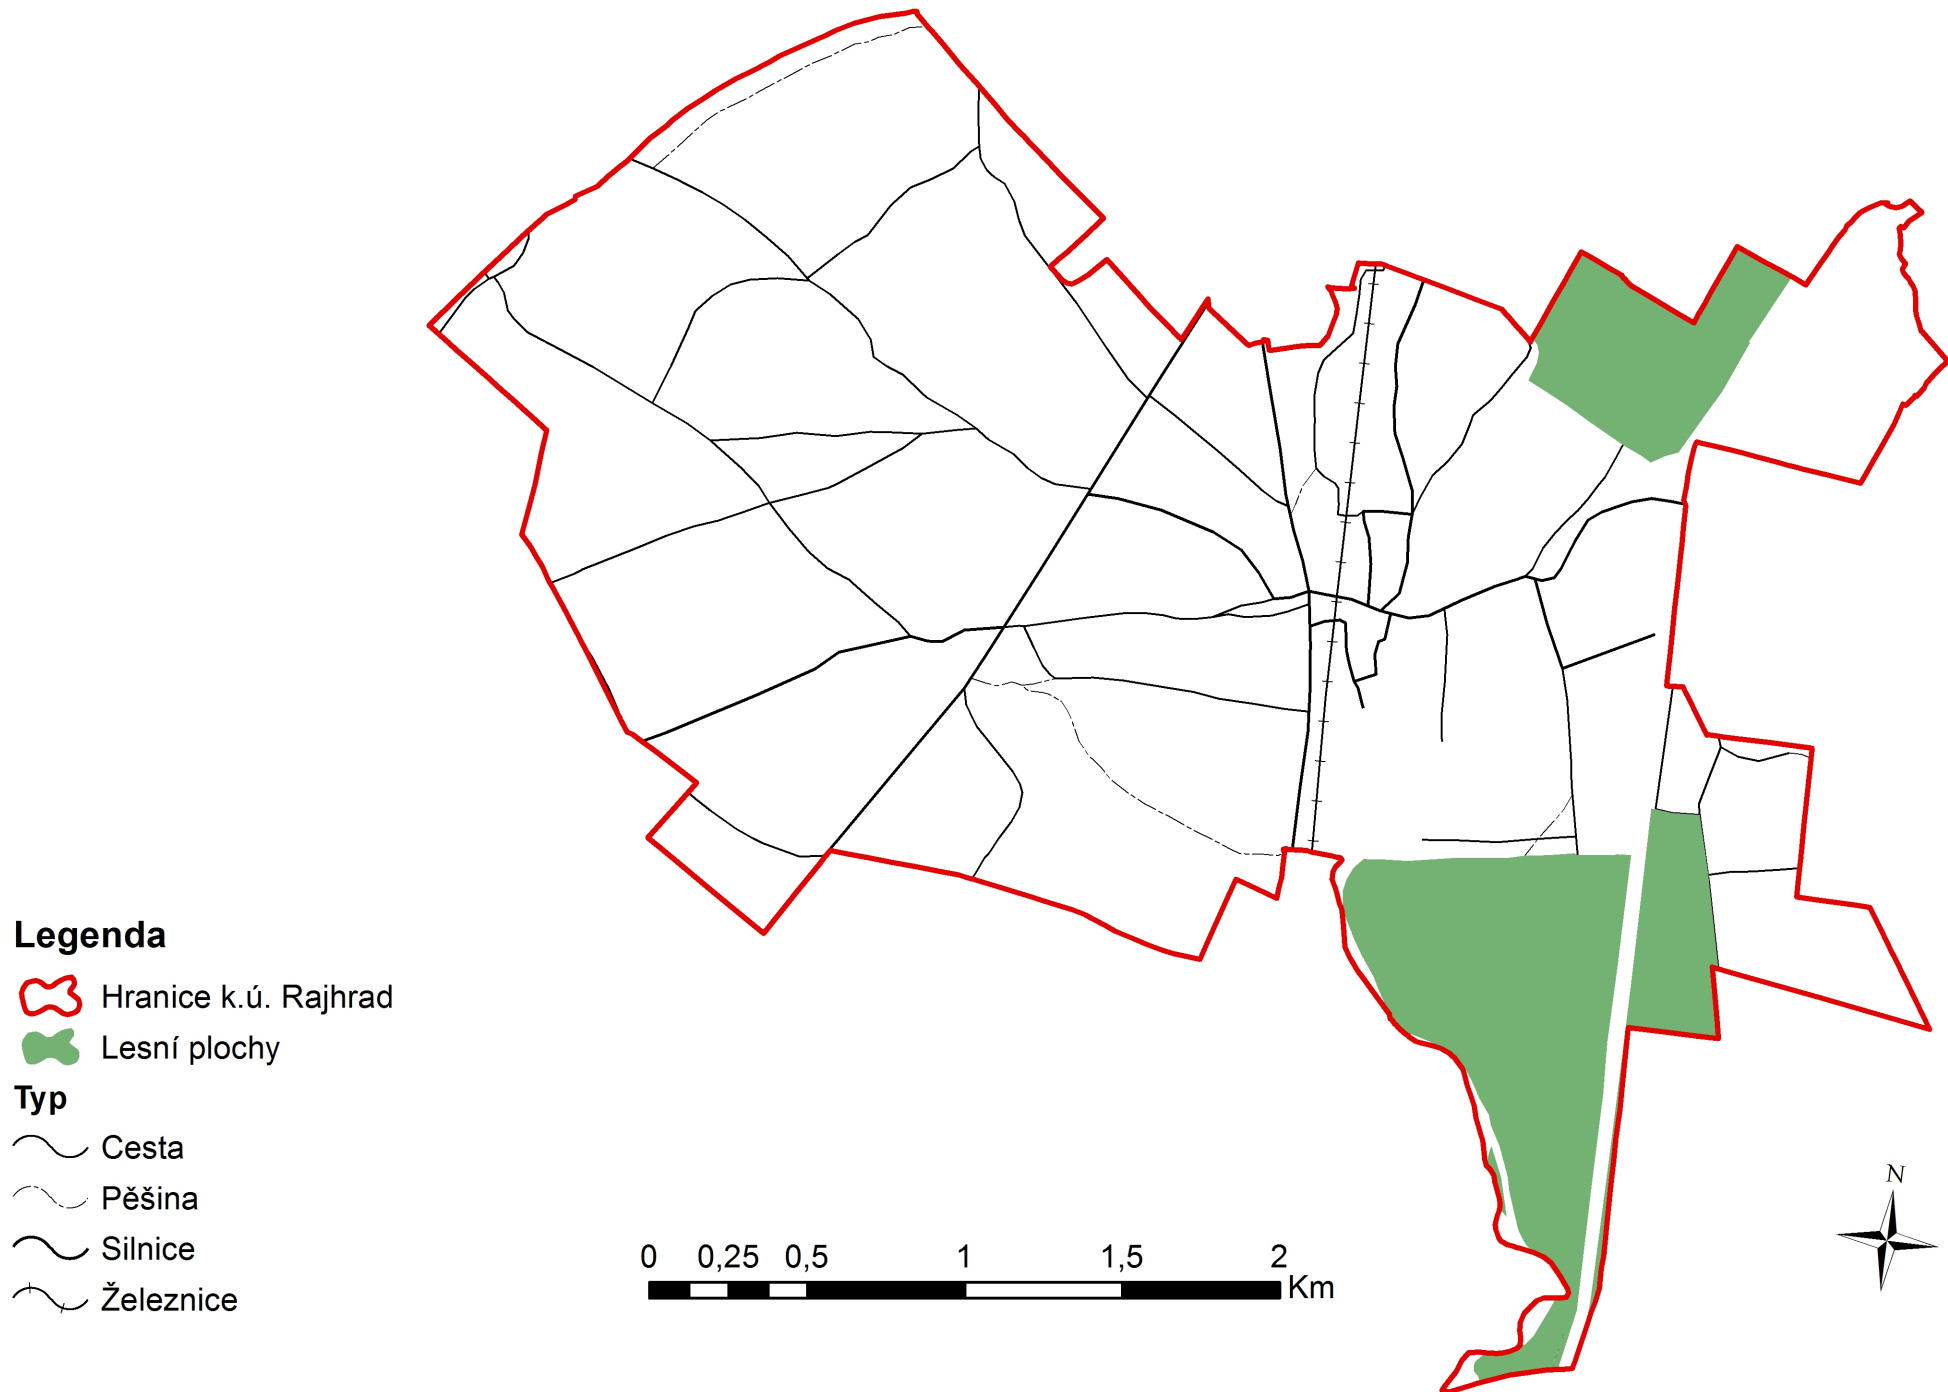 Legenda
Hranice k.ú. Rajhrad
Lesní plochy
Typ
Cesta
Pěšina
Silnice
Železnice
0 0,25 0,5 1 1,5 2
Km
N